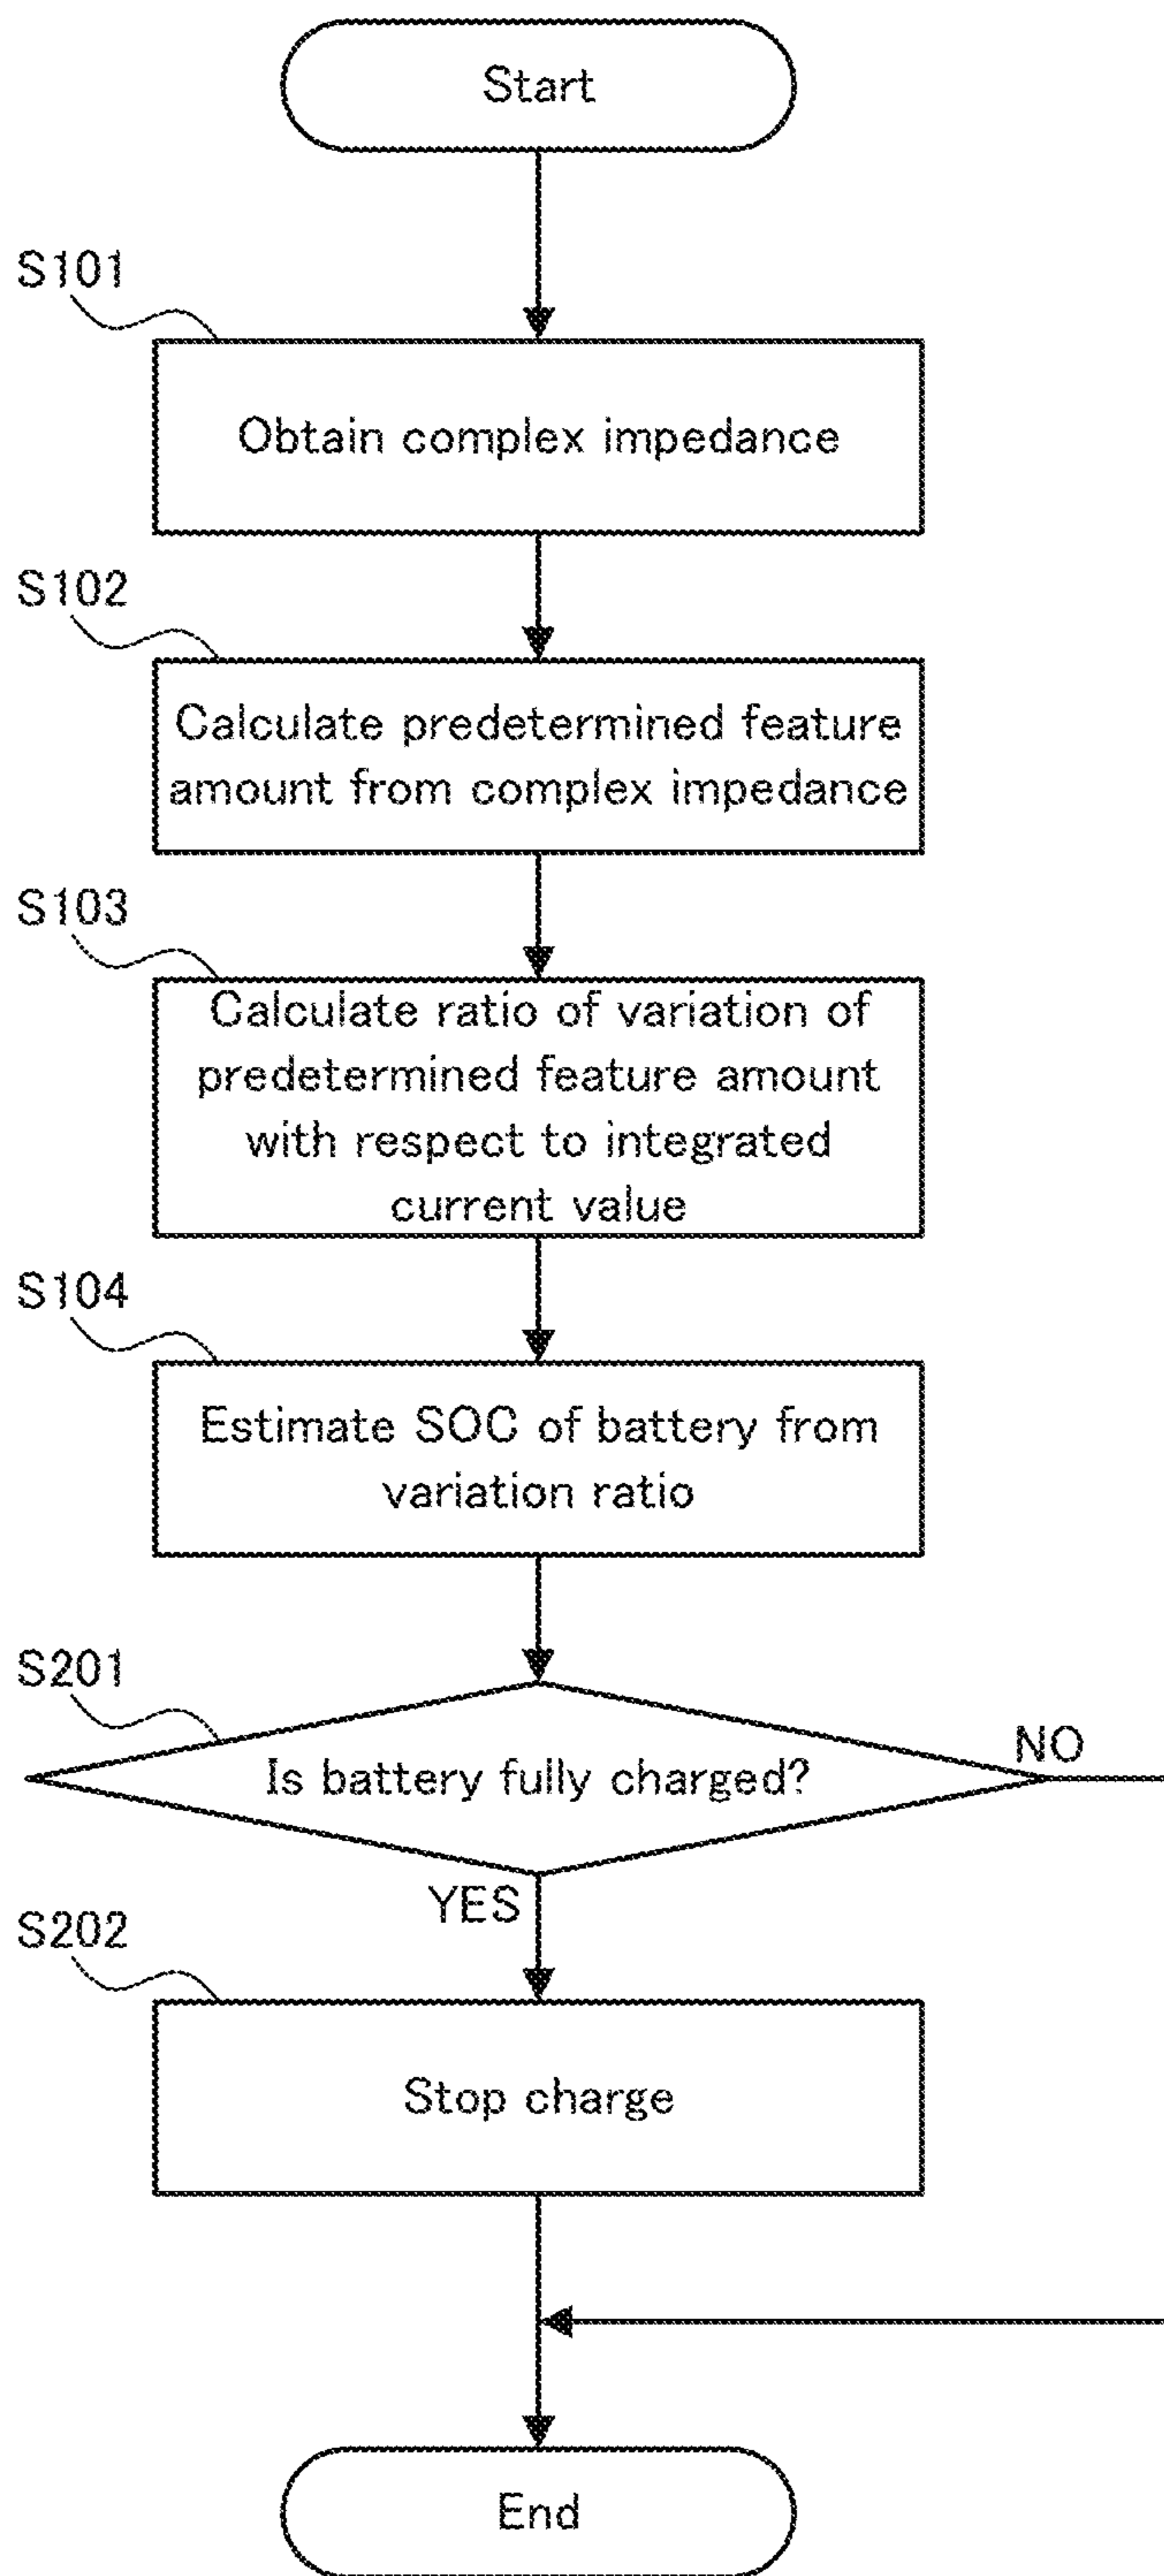 Start
S101
Obtain complex impedance
S102
Calculate predetermined feature
amount from complex impedance
S103
Calculate ratio of variation of
predetermined feature amount
with respect to integrated
current value
S104
Estimate SOC of battery from
variation ratio
S201
Is battery fully charged?
NO
YES
S202
Stop charge
End